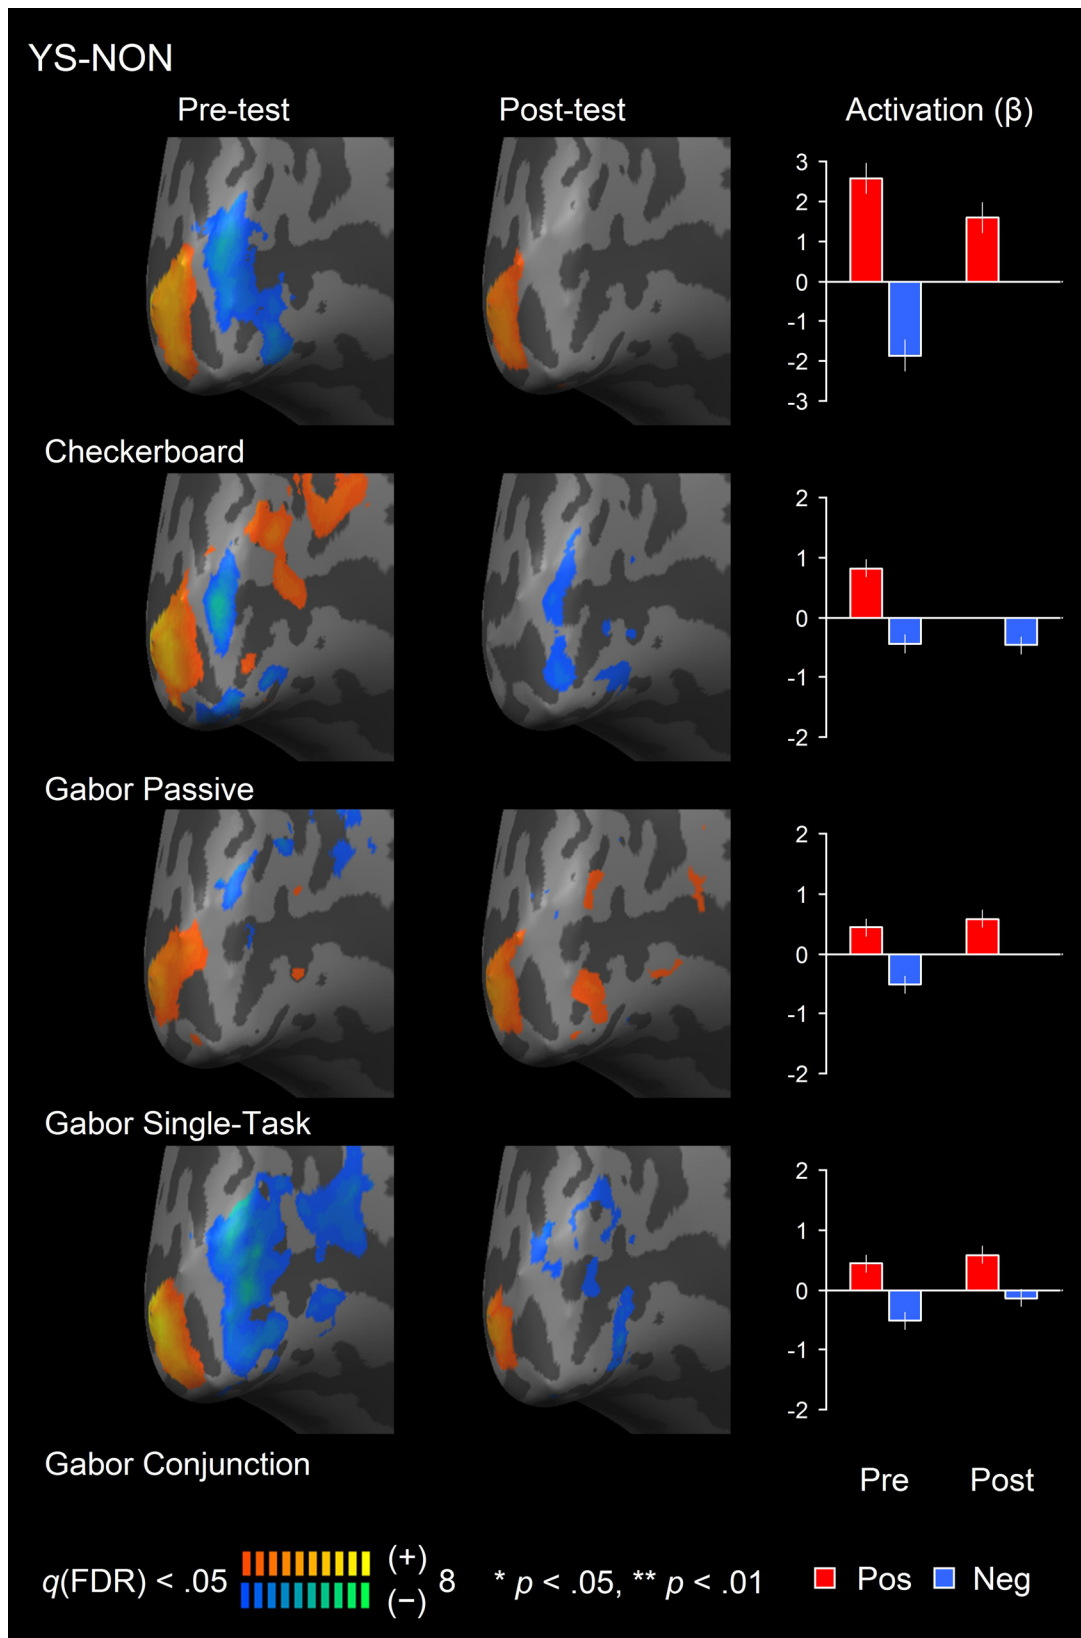 YS-NON
Pre-test Post-test Activation (β)
3
2
1
0
-1
-2
-3
Checkerboard
2
1
0
-1
-2
Gabor Passive
2
1
0
-1
-2
Gabor Single-Task
2
1
0
-1
-2
Gabor Conjunction
Pre Post
q(FDR) < .05 (+) (−) 8 * p < .05, ** p < .01 Pos Neg